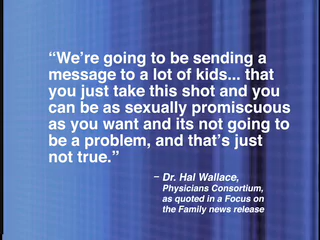 “We’re going to be sending a
message to a lot of kids... that
you just take this shot and you
can be as sexually promiscuous
as you want and its not going to
be a problem, and that’s just
not true.”
– Dr. Hal Wallace,
Physicians Consortium,
as quoted in a Focus on
the Family news release